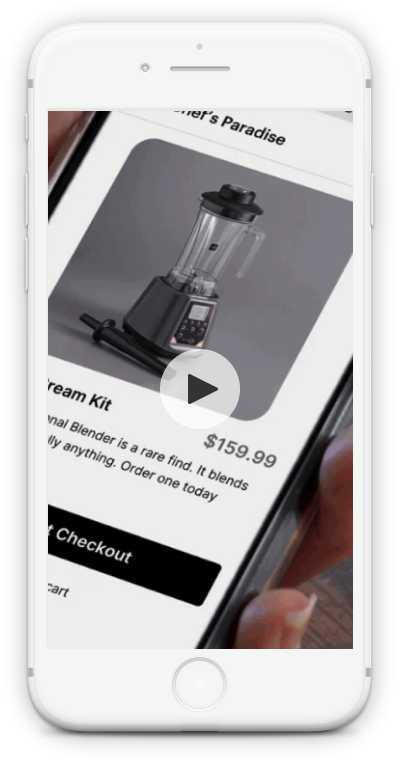 hef's Paradise
ream Kit
$159.99
nal Blender is a rare find. It blends
lly anything. Order one today
t Checkout
cart